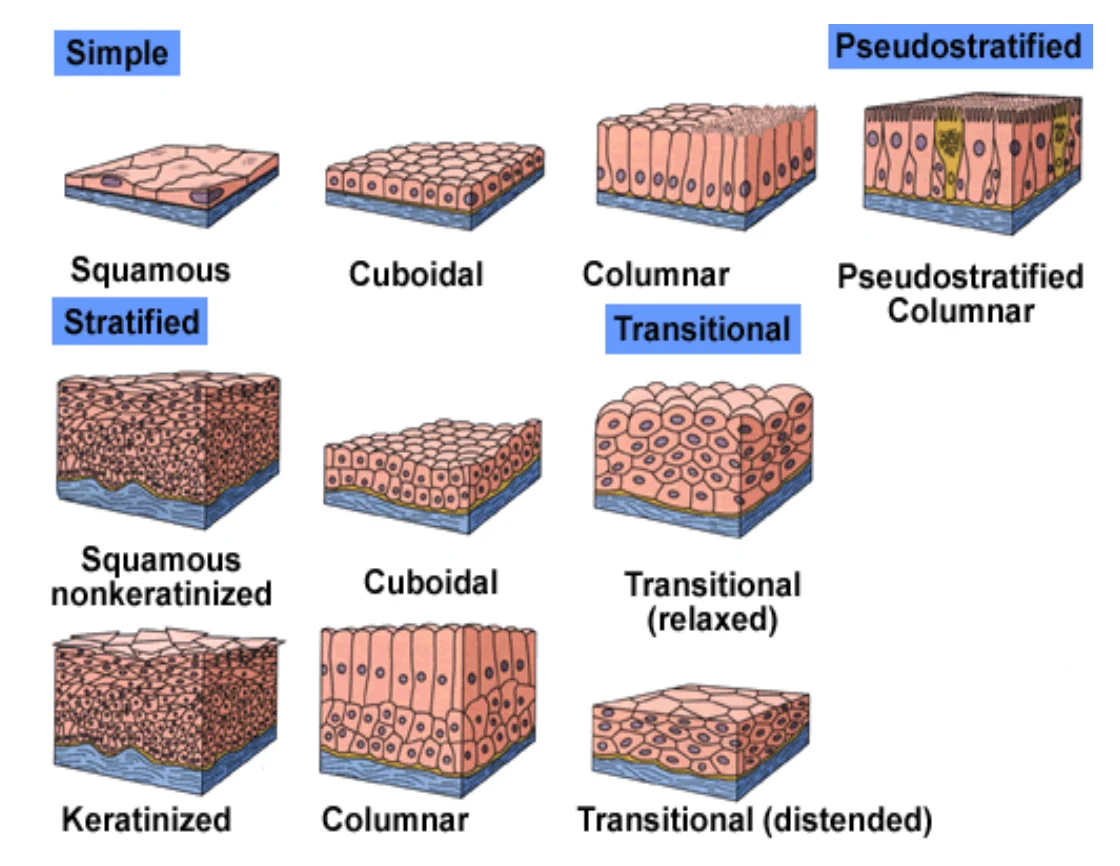 Simple
Pseudostratified
Squamous
Cuboidal
Columnar
Pseudostratified
Columnar
Stratified
Transitional
Squamous
nonkeratinized
Cuboidal
Transitional
(relaxed)
Keratinized
Columnar
Transitional (distended)